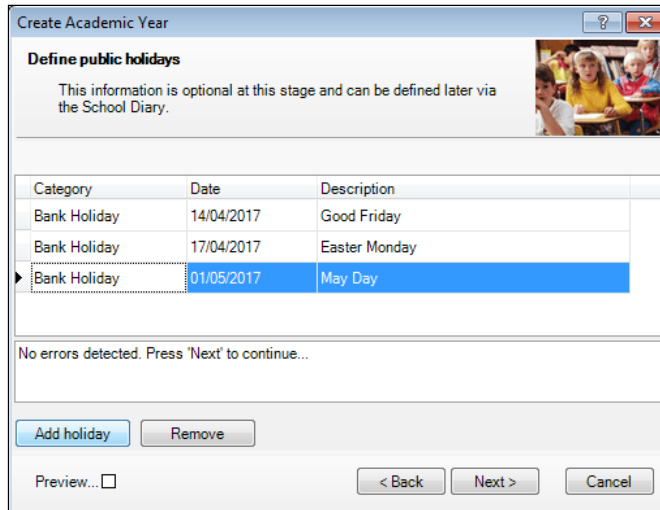 Create Academic Year
Define public holidays
This information is optional at this stage and can be defined later via
the School Diary.
Category Date Description
Bank Holiday 14/04/2017 Good Friday
Bank Holiday 17/04/2017 Easter Monday
Bank Holiday 01/05/2017 May Day
No errors detected. Press 'Next' to continue...
Add holiday Remove
Preview... < Back Next > Cancel